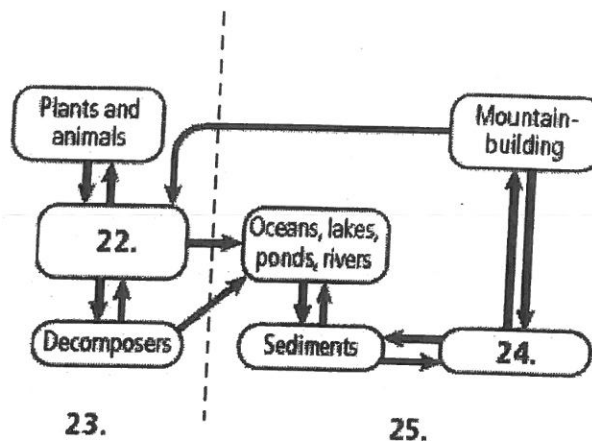 Plants and
animals
Mountain-
building
22.
Oceans, lakes,
ponds, rivers
Decomposers
Sediments
24.
23.
25.